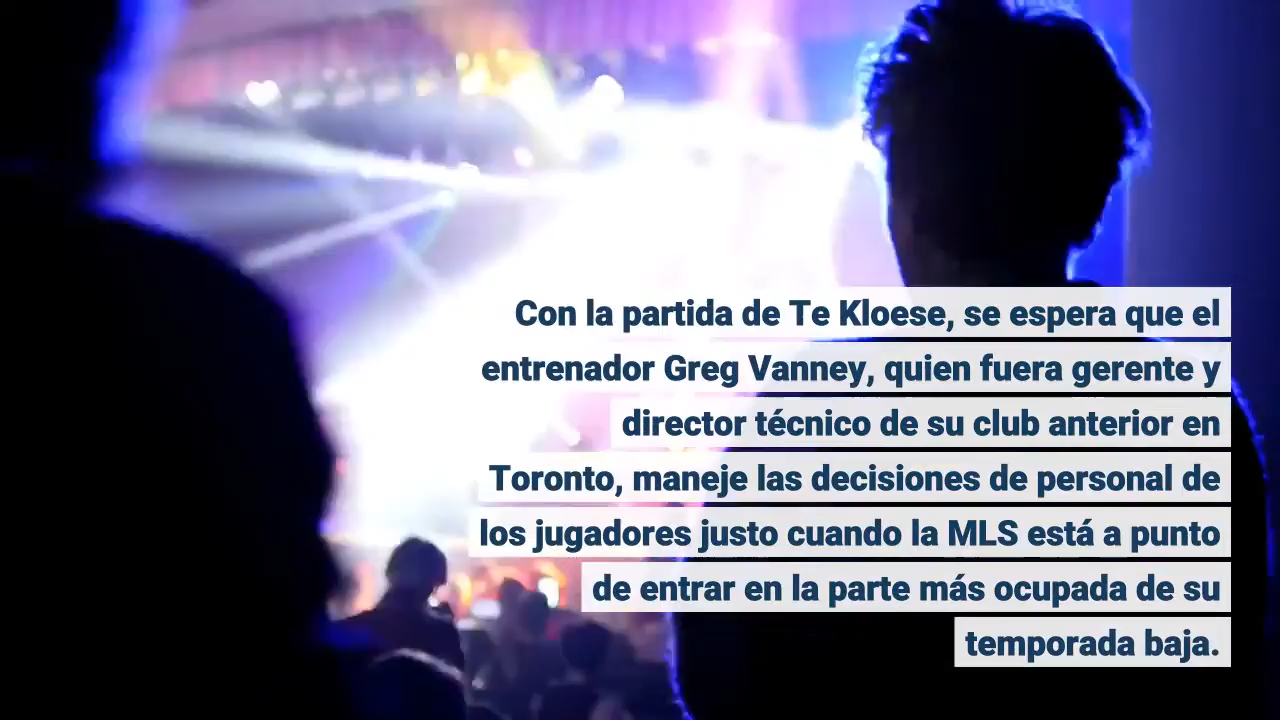 Con la partida de Te Kloese, se espera que el
entrenador Greg Vanney, quien fuera gerente y
director técnico de su club anterior en
Toronto, maneje las decisiones de personal de
los jugadores justo cuando la MLS está a punto
de entrar en la parte más ocupada de su
temporada baja.